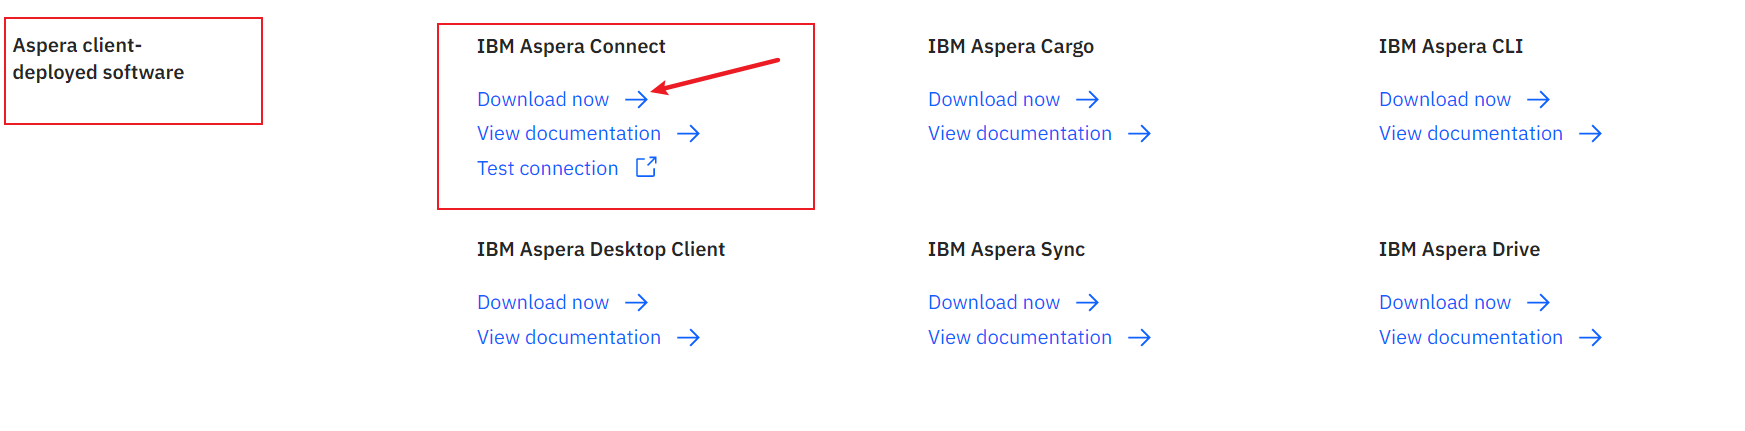 Aspera client-
deployed software
IBM Aspera Connect
Download now
View documentation
Test connection
IBM Aspera Cargo
Download now
View documentation
IBM Aspera CLI
Download now
View documentation
IBM Aspera Desktop Client
Download now
View documentation
IBM Aspera Sync
Download now
View documentation
IBM Aspera Drive
Download now
View documentation